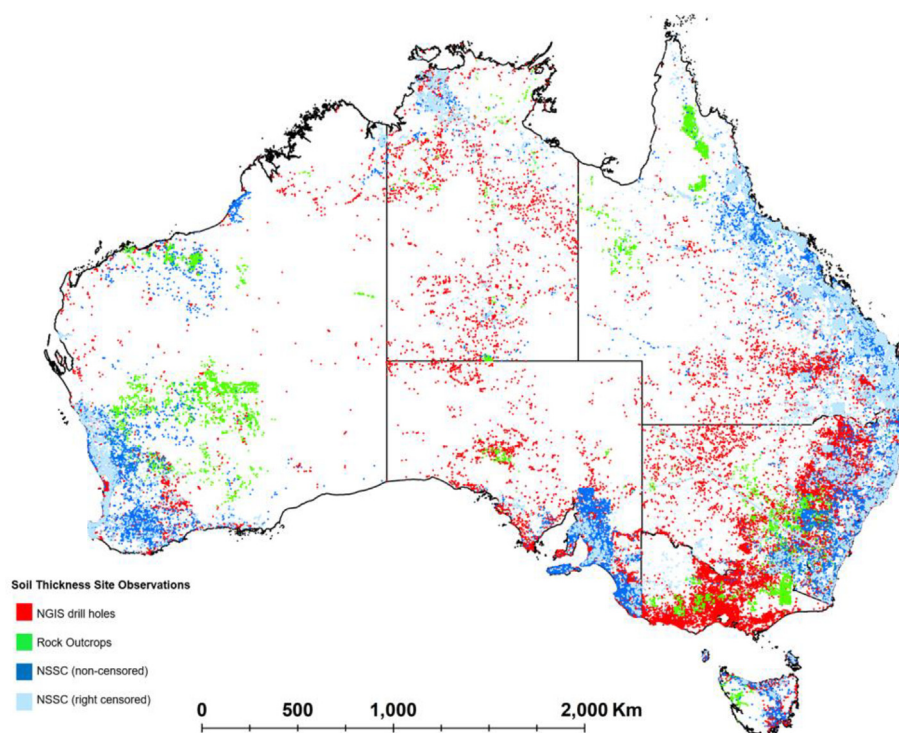 Soil Thickness Site Observations
NGIS drill holes
Rock Outcrops
NSSC (non-censored)
NSSC (right censored)
0 500 1,000 2,000 Km